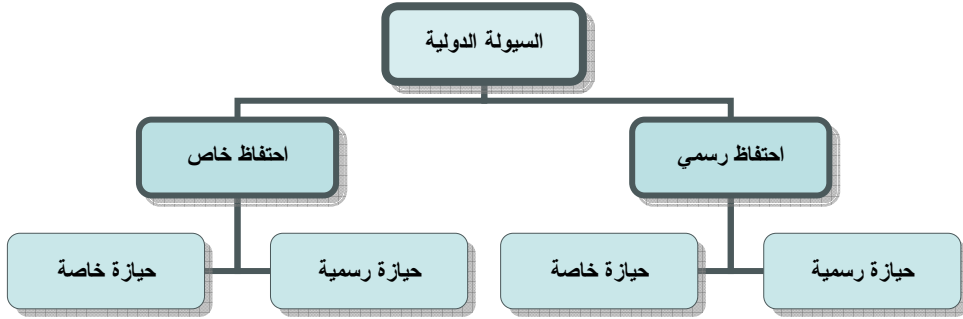 السيولة الدولية
احتفاظ رسمي
احتفاظ خاص
حيازة رسمية
حيازة خاصة
حيازة رسمية
حيازة خاصة